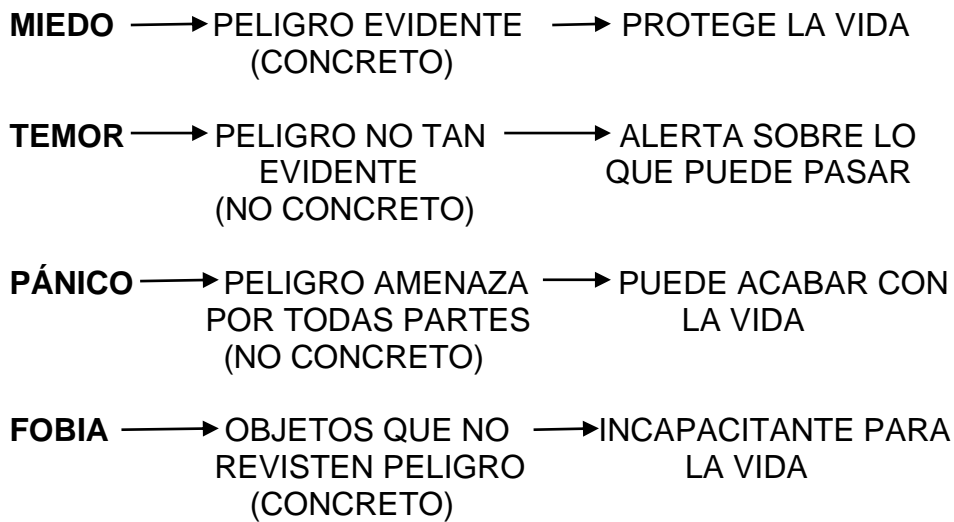 MIEDO PELIGRO EVIDENTE PROTEGE LA VIDA
(CONCRETO)
TEMOR PELIGRO NO TAN ALERTA SOBRE LO
EVIDENTE QUE PUEDE PASAR
(NO CONCRETO)
PÁNICO PELIGRO AMENAZA PUEDE ACABAR CON
POR TODAS PARTES LA VIDA
(NO CONCRETO)
FOBIA OBJETOS QUE NO INCAPACITANTE PARA
REVISTEN PELIGRO LA VIDA
(CONCRETO)